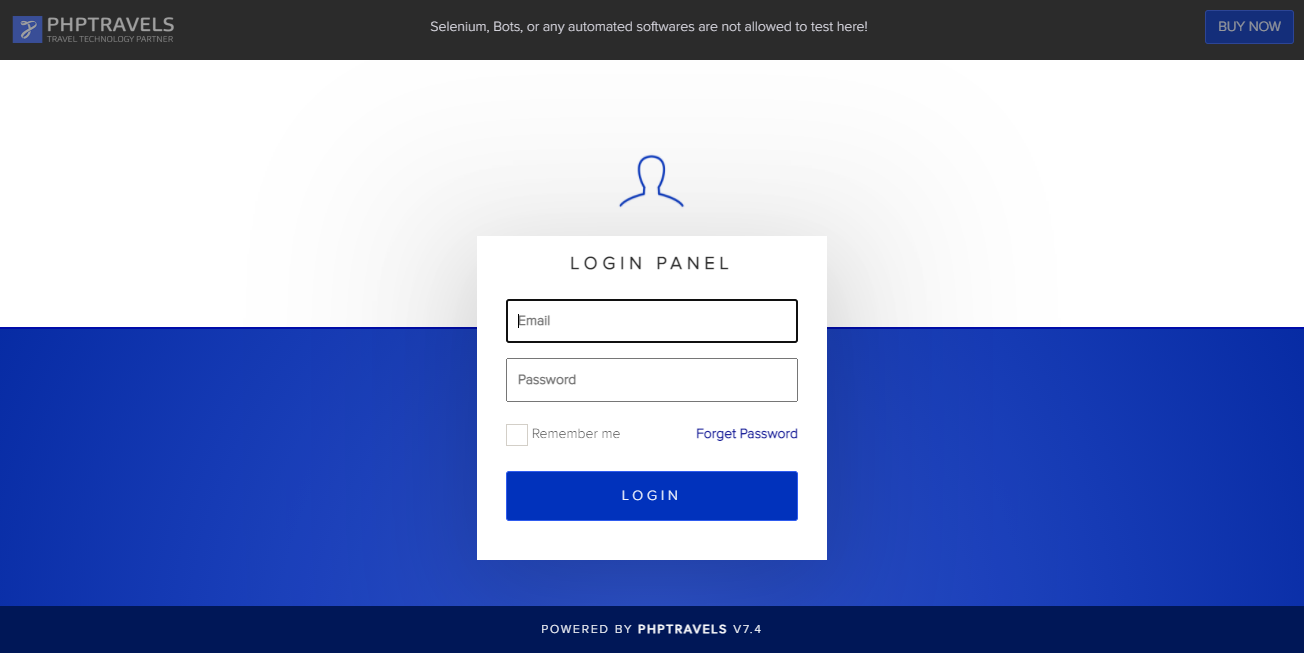 PHPTRAVELS
TRAVEL TECHNOLOGY PARTNER
Selenium, Bots, or any automated softwares are not allowed to test here!
BUY NOW
LOGIN PANEL
Email
Password
Remember me
Forget Password
LOGIN
POWERED BY PHPTRAVELS V7.4